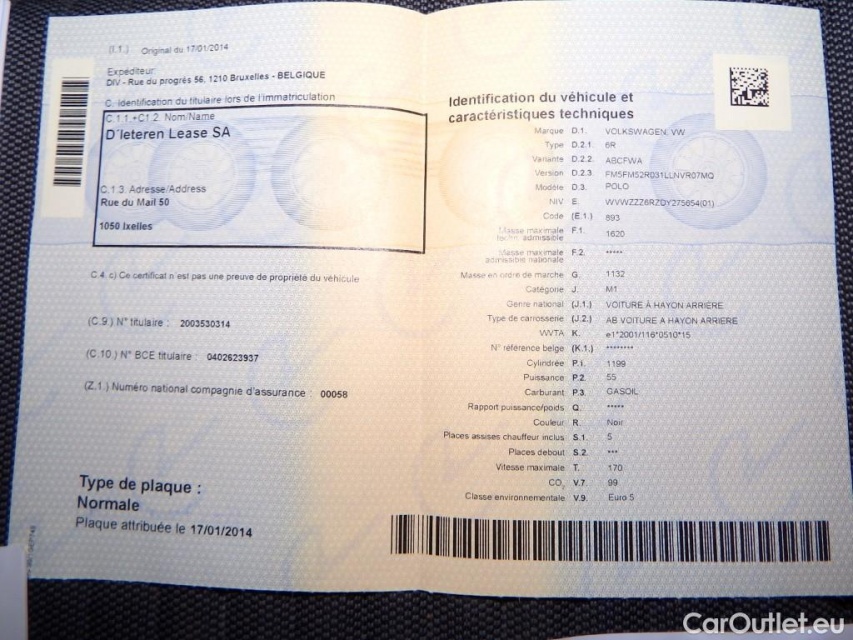 (I.1.) Original du 17/01/2014
Expéditeur
DIV - Rue du progrés 56, 1210 Bruxelles - BELGIQUE
C. Identification du titulaire lors de l'immatriculation
C.1.1.+C1.2. Nom/Name
D'Ieteren Lease SA
C.1.3. Adresse/Address
Rue du Mail 50
1050 Ixelles
C.4. c) Ce certificat n'est pas une preuve de propriété du véhicule
(C.9.) N° titulaire : 2003530314
(C.10.) N° BCE titulaire : 0402623937
(Z.1.) Numéro national compagnie d'assurance : 00058
Type de plaque :
Normale
Plaque attribuée le 17/01/2014
Identification du véhicule et
caractéristiques techniques
Marque D.1. VOLKSWAGEN, VW
Type D.2.1. 6R
Variante D.2.2. ABCFWA
Version D.2.3. FM5FM52R031LLNVR07MQ
Modèle D.3. POLO
NIV E. WVWZZZ6RZDY275654(01)
Code (E.1.) 893
Masse maximale
techn. admissible F.1. 1620
Masse maximale
admissible nationale F.2. *****
Masse en ordre de marche G. 1132
Catégorie J. M1
Genre national (J.1.) VOITURE À HAYON ARRIERE
Type de carrosserie (J.2.) AB VOITURE A HAYON ARRIERE
WVTA K. e1*2001/116*0510*15
N° référence belge (K.1.) ********
Cylindrée P.1. 1199
Puissance P.2. 55
Carburant P.3. GASOIL
Rapport puissance/poids Q. *****
Couleur R. Noir
Places assises chauffeur inclus S.1. 5
Places debout S.2. ***
Vitesse maximale T. 170
CO2 V.7. 99
Classe environnementale V.9. Euro 5
CarOutlet.eu